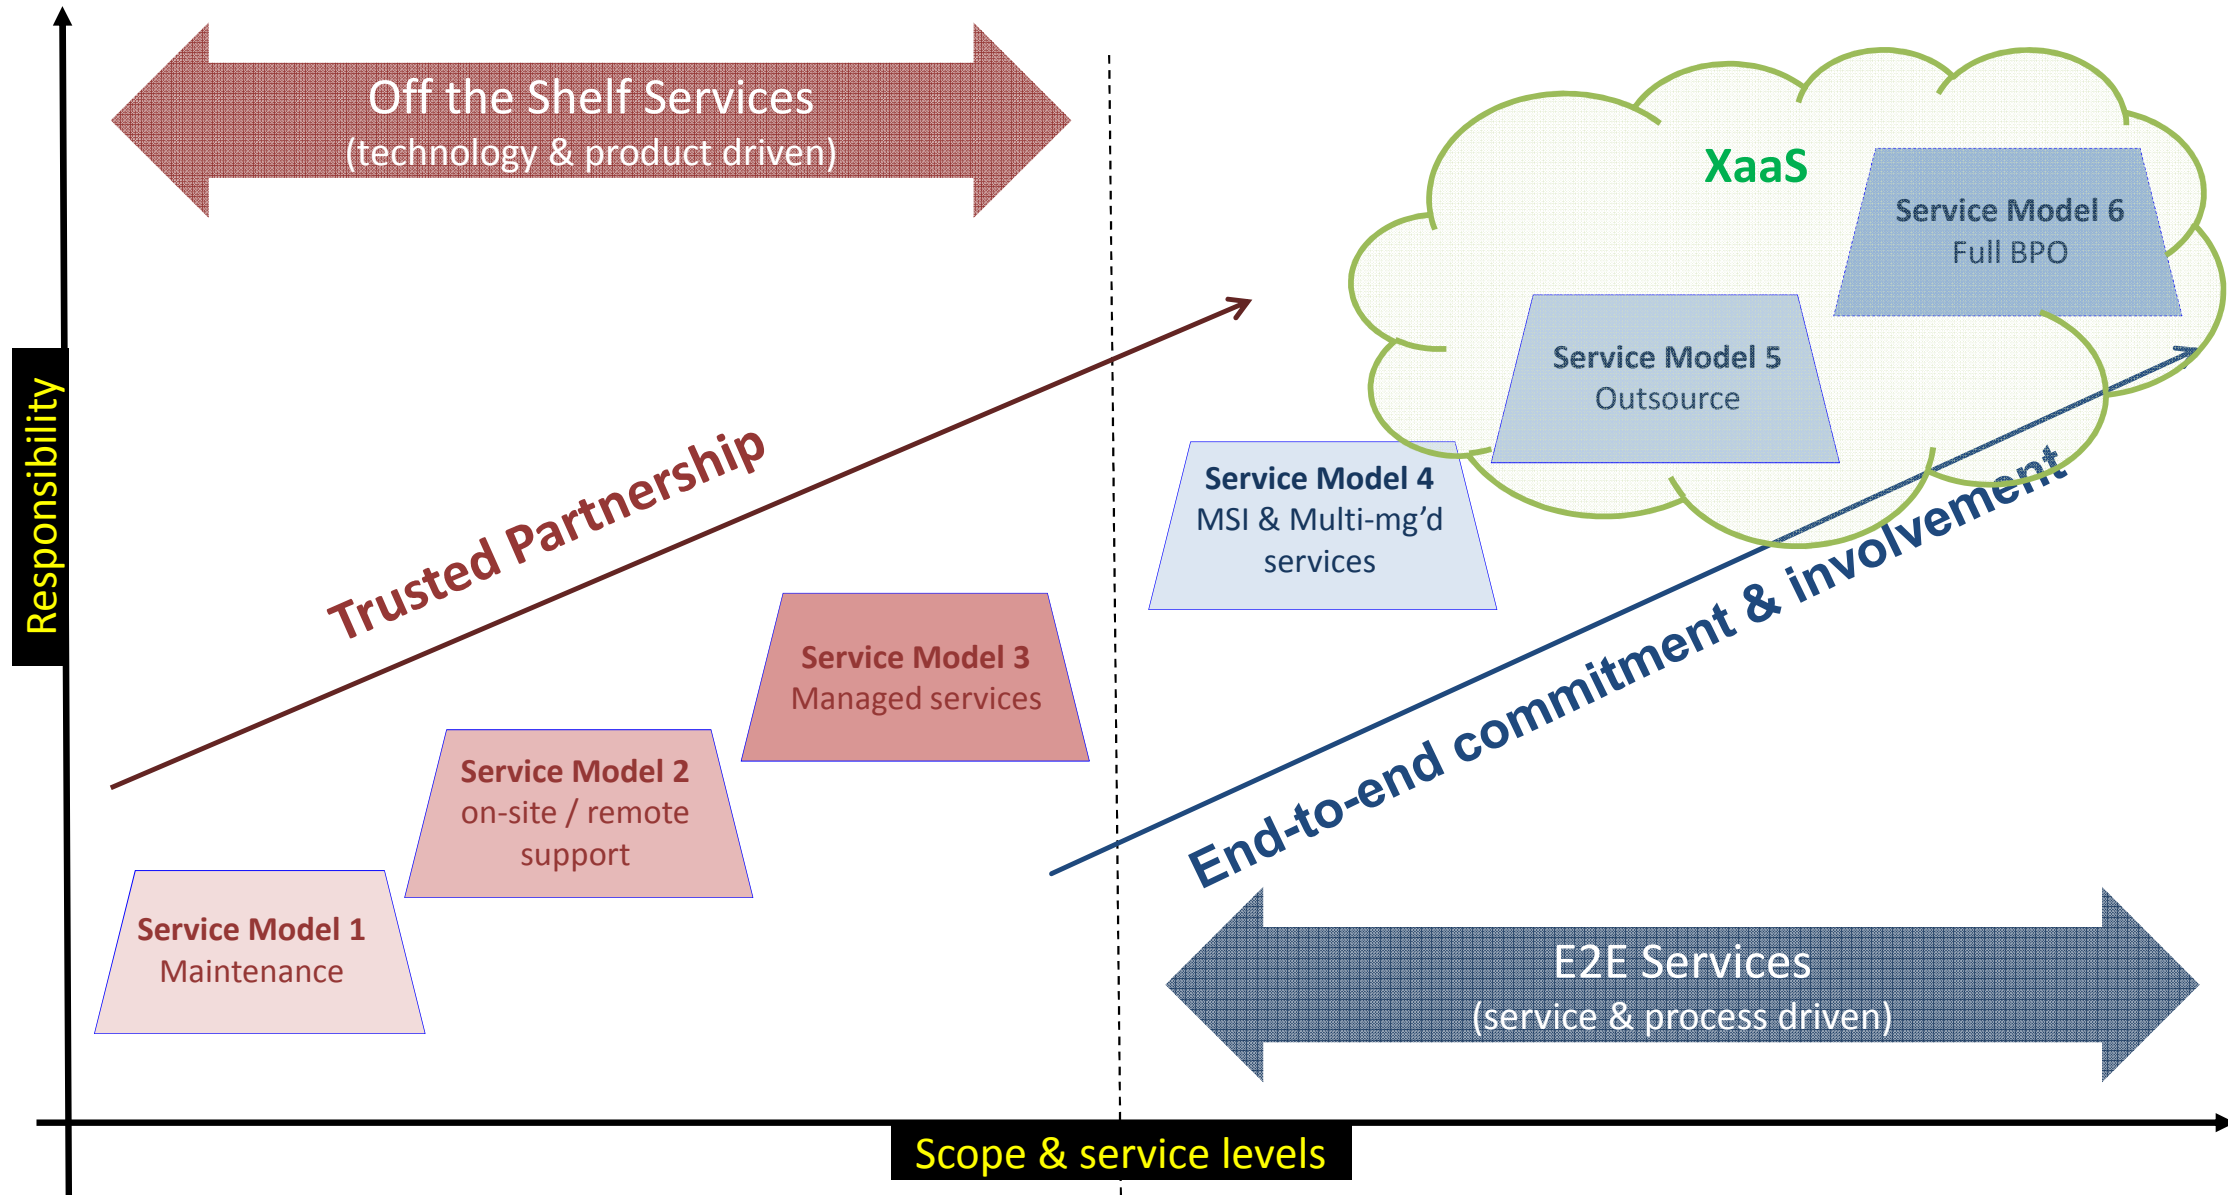 Off the Shelf Services
(technology & product driven)
XaaS
Service Model 6
Full BPO
Service Model 5
Outsource
Responsibility
Trusted Partnership
Service Model 4
MSI & Multi-mg’d
services
End-to-end commitment & involvement
Service Model 3
Managed services
Service Model 2
on-site / remote
support
Service Model 1
Maintenance
E2E Services
(service & process driven)
Scope & service levels